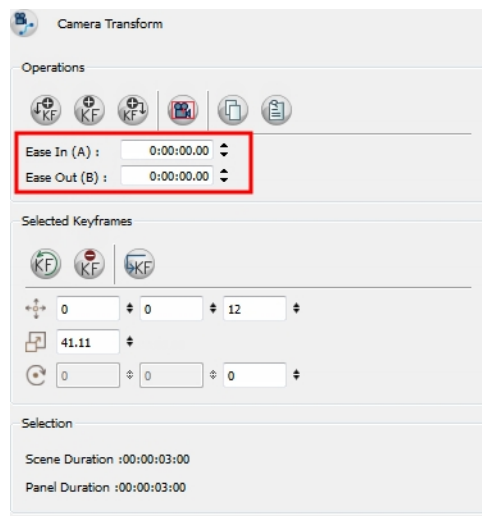 Camera Transform
Operations
KF KF KF
Ease In (A) : 0:00:00.00
Ease Out (B) : 0:00:00.00
Selected Keyframes
KF KF KF
0 0 12
41.11
0 0 0
Selection
Scene Duration :00:00:03:00
Panel Duration :00:00:03:00